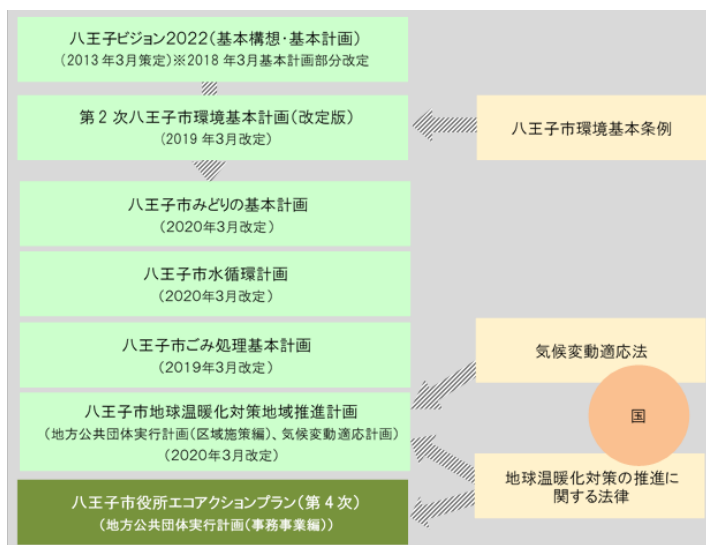 八王子ビジョン2022(基本構想・基本計画)
(2013年3月策定)※2018年3月基本計画部分改定
第2次八王子市環境基本計画(改定版)
(2019年3月改定)
八王子市環境基本条例
八王子市みどりの基本計画
(2020年3月改定)
八王子市水循環計画
(2020年3月改定)
八王子市ごみ処理基本計画
(2019年3月改定)
気候変動適応法
八王子市地球温暖化対策地域推進計画
(地方公共団体実行計画(区域施策編)、気候変動適応計画)
(2020年3月改定)
国
地球温暖化対策の推進に
関する法律
八王子市役所エコアクションプラン(第4次)
(地方公共団体実行計画(事務事業編))